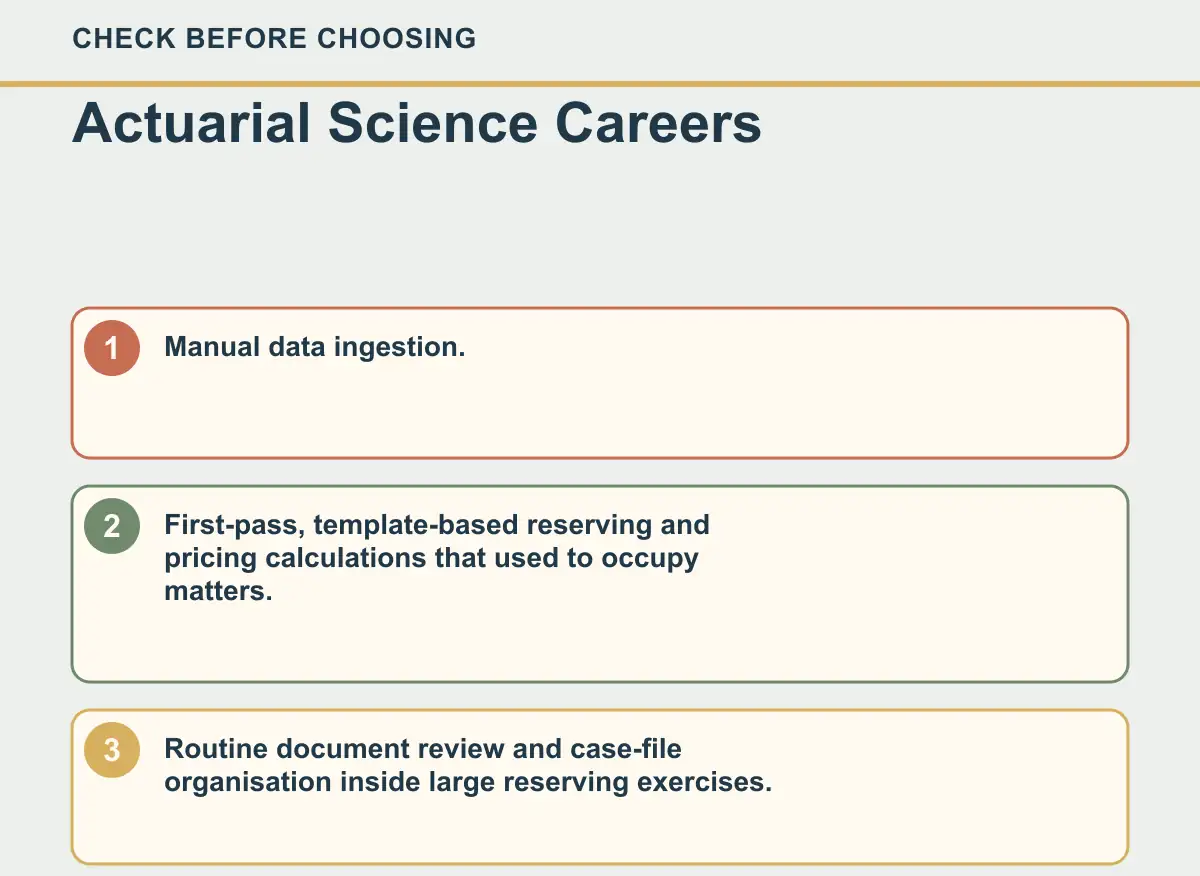 CHECK BEFORE CHOOSING
Actuarial Science Careers
1
Manual data ingestion.
2
First-pass, template-based reserving and
pricing calculations that used to occupy
matters.
3
Routine document review and case-file
organisation inside large reserving exercises.